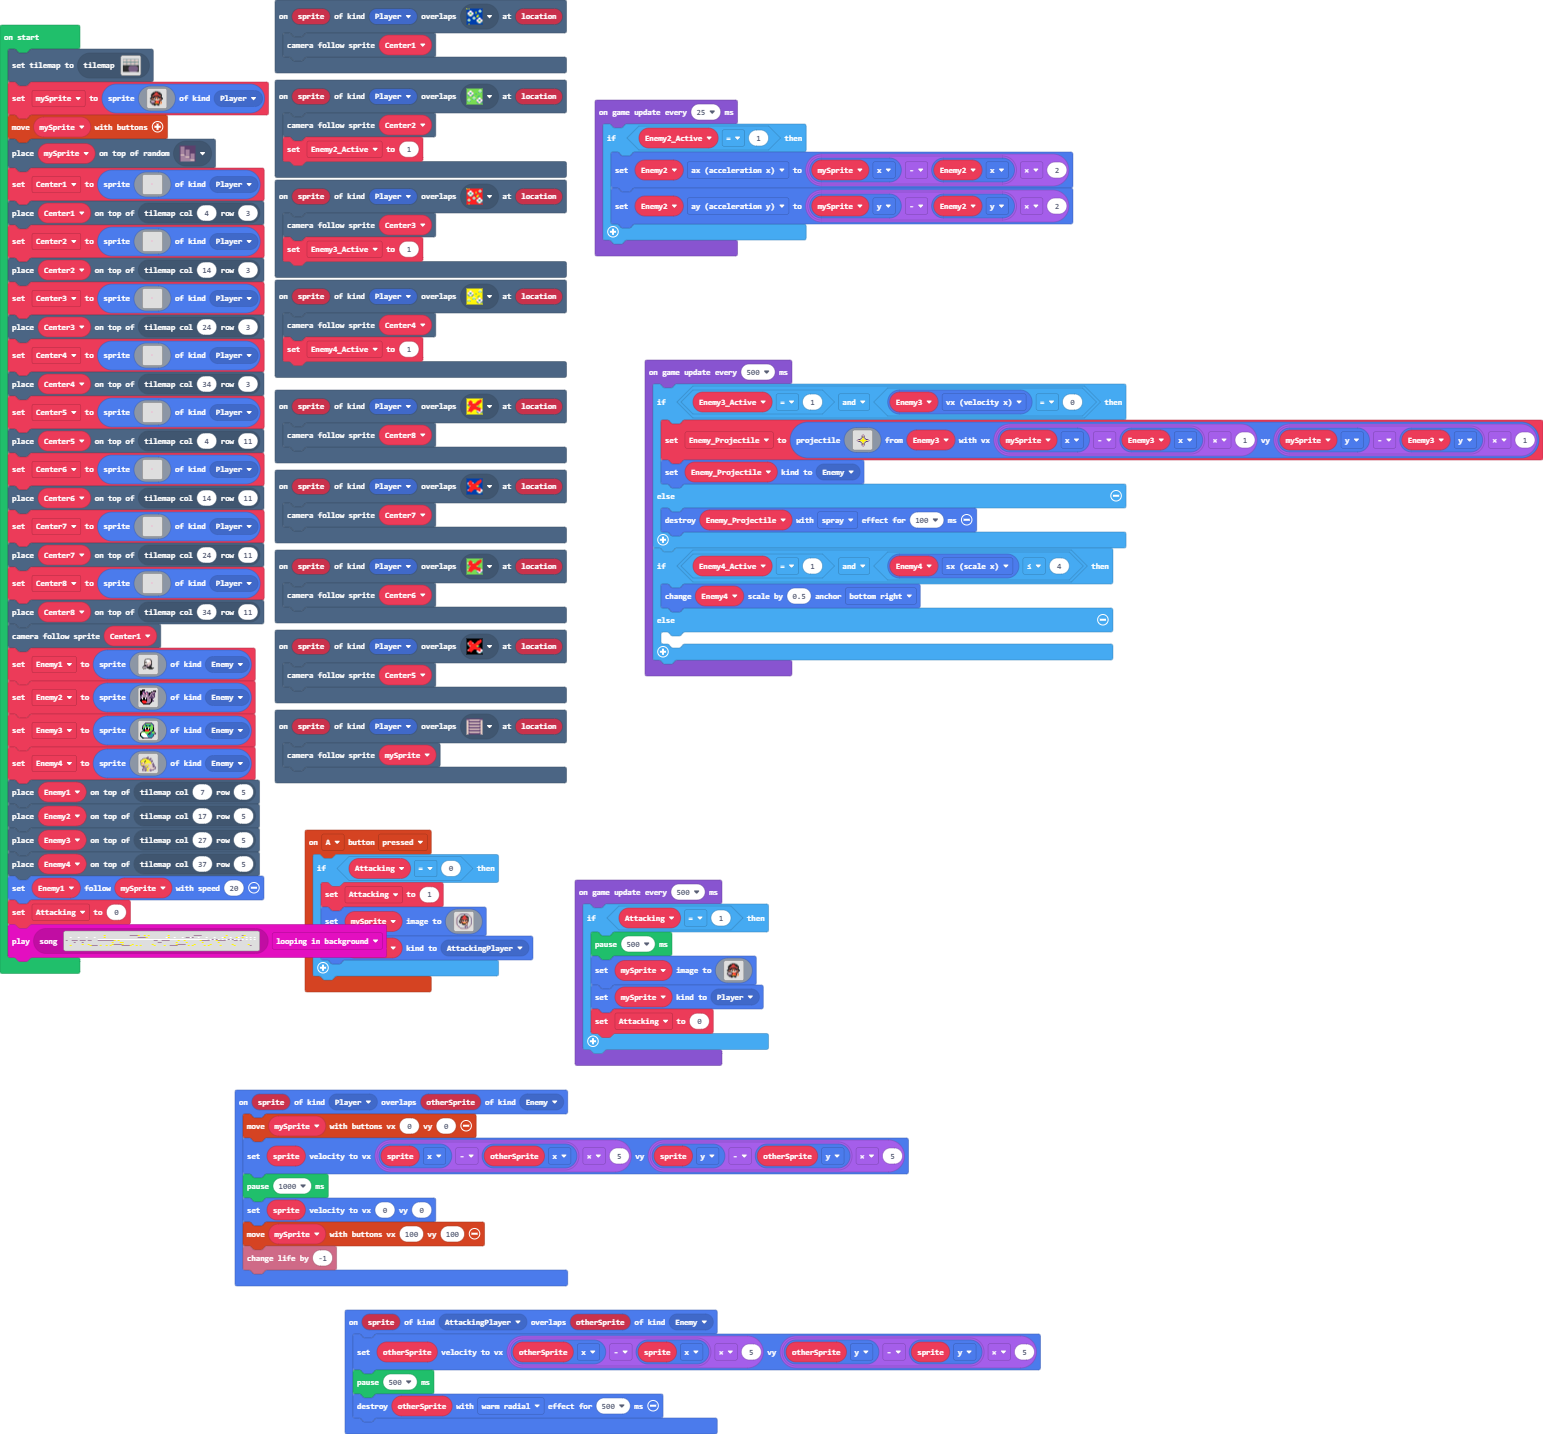 on start
set tilemap to tilemap
set mySprite to sprite of kind Player
move mySprite with buttons
place mySprite on top of random
set Center1 to sprite of kind Player
place Center1 on top of tilemap col 4 row 3
set Center2 to sprite of kind Player
place Center2 on top of tilemap col 14 row 3
set Center3 to sprite of kind Player
place Center3 on top of tilemap col 24 row 3
set Center4 to sprite of kind Player
place Center4 on top of tilemap col 34 row 3
set Center5 to sprite of kind Player
place Center5 on top of tilemap col 4 row 11
set Center6 to sprite of kind Player
place Center6 on top of tilemap col 14 row 11
set Center7 to sprite of kind Player
place Center7 on top of tilemap col 24 row 11
set Center8 to sprite of kind Player
place Center8 on top of tilemap col 34 row 11
camera follow sprite Center1
set Enemy1 to sprite of kind Enemy
set Enemy2 to sprite of kind Enemy
set Enemy3 to sprite of kind Enemy
set Enemy4 to sprite of kind Enemy
place Enemy1 on top of tilemap col 7 row 5
place Enemy2 on top of tilemap col 17 row 5
place Enemy3 on top of tilemap col 27 row 5
place Enemy4 on top of tilemap col 37 row 5
set Enemy1 follow mySprite with speed 20
set Attacking to 0
play song looping in background
on sprite of kind Player overlaps at location
camera follow sprite Center1
on sprite of kind Player overlaps at location
camera follow sprite Center2
set Enemy2_Active to 1
on sprite of kind Player overlaps at location
camera follow sprite Center3
set Enemy3_Active to 1
on sprite of kind Player overlaps at location
camera follow sprite Center4
set Enemy4_Active to 1
on sprite of kind Player overlaps at location
camera follow sprite Center8
on sprite of kind Player overlaps at location
camera follow sprite Center7
on sprite of kind Player overlaps at location
camera follow sprite Center6
on sprite of kind Player overlaps at location
camera follow sprite Center5
on sprite of kind Player overlaps at location
camera follow sprite mySprite
on A button pressed
if Attacking = 0 then
set Attacking to 1
set mySprite image to
kind to AttackingPlayer
on game update every 25 ms
if Enemy2_Active = 1 then
set Enemy2 ax (acceleration x) to mySprite x - Enemy2 x × 2
set Enemy2 ay (acceleration y) to mySprite y - Enemy2 y × 2
on game update every 500 ms
if Enemy3_Active = 1 and Enemy3 vx (velocity x) = 0 then
set Enemy_Projectile to projectile from Enemy3 with vx mySprite x - Enemy3 x × 1 vy mySprite y - Enemy3 y × 1
set Enemy_Projectile kind to Enemy
else
destroy Enemy_Projectile with spray effect for 100 ms
if Enemy4_Active = 1 and Enemy4 sx (scale x) ≤ 4 then
change Enemy4 scale by 0.5 anchor bottom right
else
on game update every 500 ms
if Attacking = 1 then
pause 500 ms
set mySprite image to
set mySprite kind to Player
set Attacking to 0
on sprite of kind Player overlaps otherSprite of kind Enemy
move mySprite with buttons vx 0 vy 0
set sprite velocity to vx sprite x - otherSprite x × 5 vy sprite y - otherSprite y × 5
pause 1000 ms
set sprite velocity to vx 0 vy 0
move mySprite with buttons vx 100 vy 100
change life by -1
on sprite of kind AttackingPlayer overlaps otherSprite of kind Enemy
set otherSprite velocity to vx otherSprite x - sprite x × 5 vy otherSprite y - sprite y × 5
pause 500 ms
destroy otherSprite with warm radial effect for 500 ms